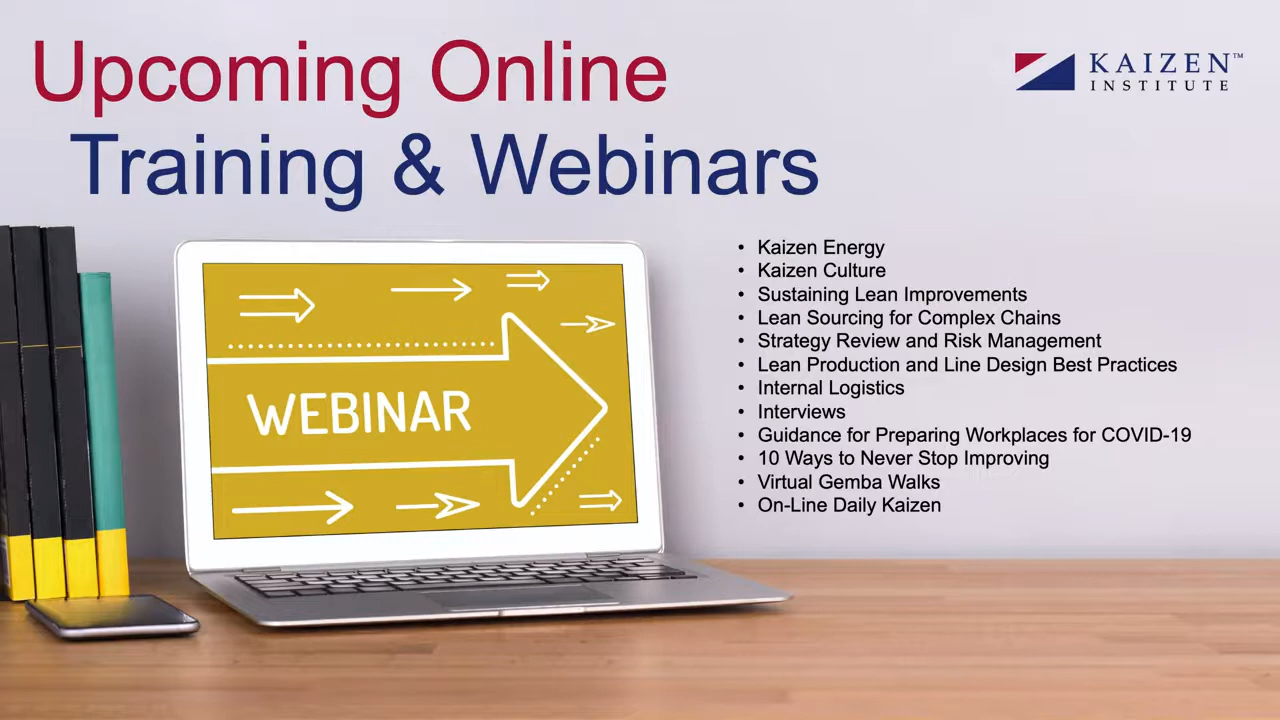 Upcoming Online
Training & Webinars
KAIZEN™
INSTITUTE
WEBINAR
• Kaizen Energy
• Kaizen Culture
• Sustaining Lean Improvements
• Lean Sourcing for Complex Chains
• Strategy Review and Risk Management
• Lean Production and Line Design Best Practices
• Internal Logistics
• Interviews
• Guidance for Preparing Workplaces for COVID-19
• 10 Ways to Never Stop Improving
• Virtual Gemba Walks
• On-Line Daily Kaizen